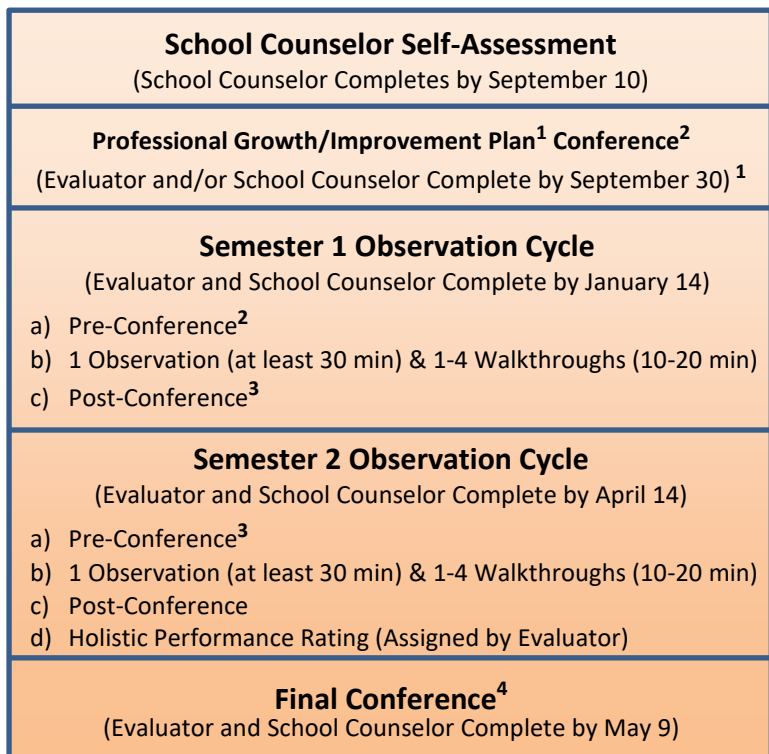 School Counselor Self-Assessment
(School Counselor Completes by September 10)
Professional Growth/Improvement Plan¹ Conference²
(Evaluator and/or School Counselor Complete by September 30) ¹
Semester 1 Observation Cycle
(Evaluator and School Counselor Complete by January 14)
a) Pre-Conference²
b) 1 Observation (at least 30 min) & 1-4 Walkthroughs (10-20 min)
c) Post-Conference³
Semester 2 Observation Cycle
(Evaluator and School Counselor Complete by April 14)
a) Pre-Conference³
b) 1 Observation (at least 30 min) & 1-4 Walkthroughs (10-20 min)
c) Post-Conference
d) Holistic Performance Rating (Assigned by Evaluator)
Final Conference⁴
(Evaluator and School Counselor Complete by May 9)